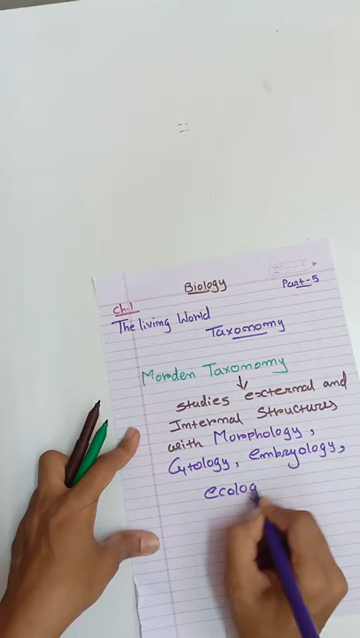 Biology
Part-5
Ch.1
The living World
Taxonomy
Morden Taxonomy
studies external and
Internal Structures
with Morophology,
Cytology, embryology,
ecolog